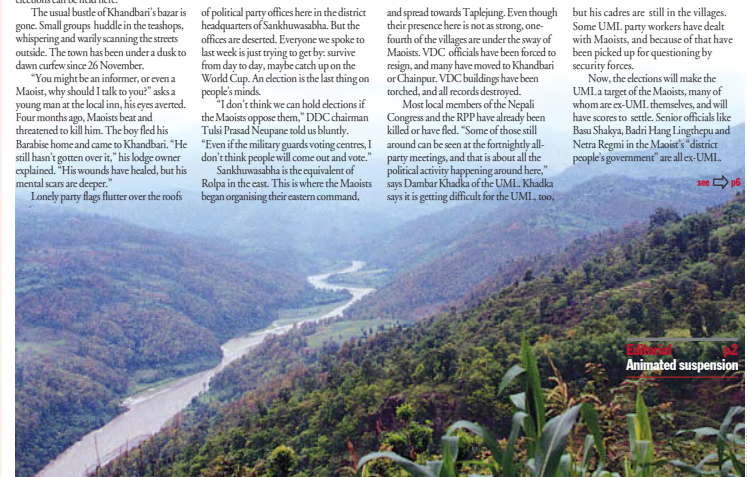 elections can be held here.
The usual bustle of Khandbari's bazar is
gone. Small groups huddle in the teashops,
whispering and warily scanning the streets
outside. The town has been under a dusk to
dawn curfew since 26 November.
"You might be an informer, or even a
Maoist, why should I talk to you?" asks a
young man at the local inn, his eyes averted.
Four months ago, Maoists beat and
threatened to kill him. The boy fled his
Barabise home and came to Khandbari. "He
still hasn't gotten over it," his lodge owner
explained. "His wounds have healed, but his
mental scars are deeper."
Lonely party flags flutter over the roofs
of political party offices here in the district
headquarters of Sankhuwasabha. But the
offices are deserted. Everyone we spoke to
last week is just trying to get by: survive
from day to day, maybe catch up on the
World Cup. An election is the last thing on
people's minds.
"I don't think we can hold elections if
the Maoists oppose them," DDC chairman
Tulsi Prasad Neupane told us bluntly.
"Even if the military guards voting centres, I
don't think people will come out and vote."
Sankhuwasabha is the equivalent of
Rolpa in the east. This is where the Maoists
began organising their eastern command,
and spread towards Taplejung. Even though
their presence here is not as strong, one-
fourth of the villages are under the sway of
Maoists. VDC officials have been forced to
resign, and many have moved to Khandbari
or Chainpur. VDC buildings have been
torched, and all records destroyed.
Most local members of the Nepali
Congress and the RPP have already been
killed or have fled. "Some of those still
around can be seen at the fortnightly all-
party meetings, and that is about all the
political activity happening around here,"
says Dambar Khadka of the UML. Khadka
says it is getting difficult for the UML, too,
but his cadres are still in the villages.
Some UML party workers have dealt
with Maoists, and because of that have
been picked up for questioning by
security forces.
Now, the elections will make the
UML a target of the Maoists, many of
whom are ex-UML themselves, and will
have scores to settle. Senior officials like
Basu Shakya, Badri Hang Lingthepu and
Netra Regmi in the Maoist's "district
people's government" are all ex-UML.
see p6
Editorial p2
Animated suspension